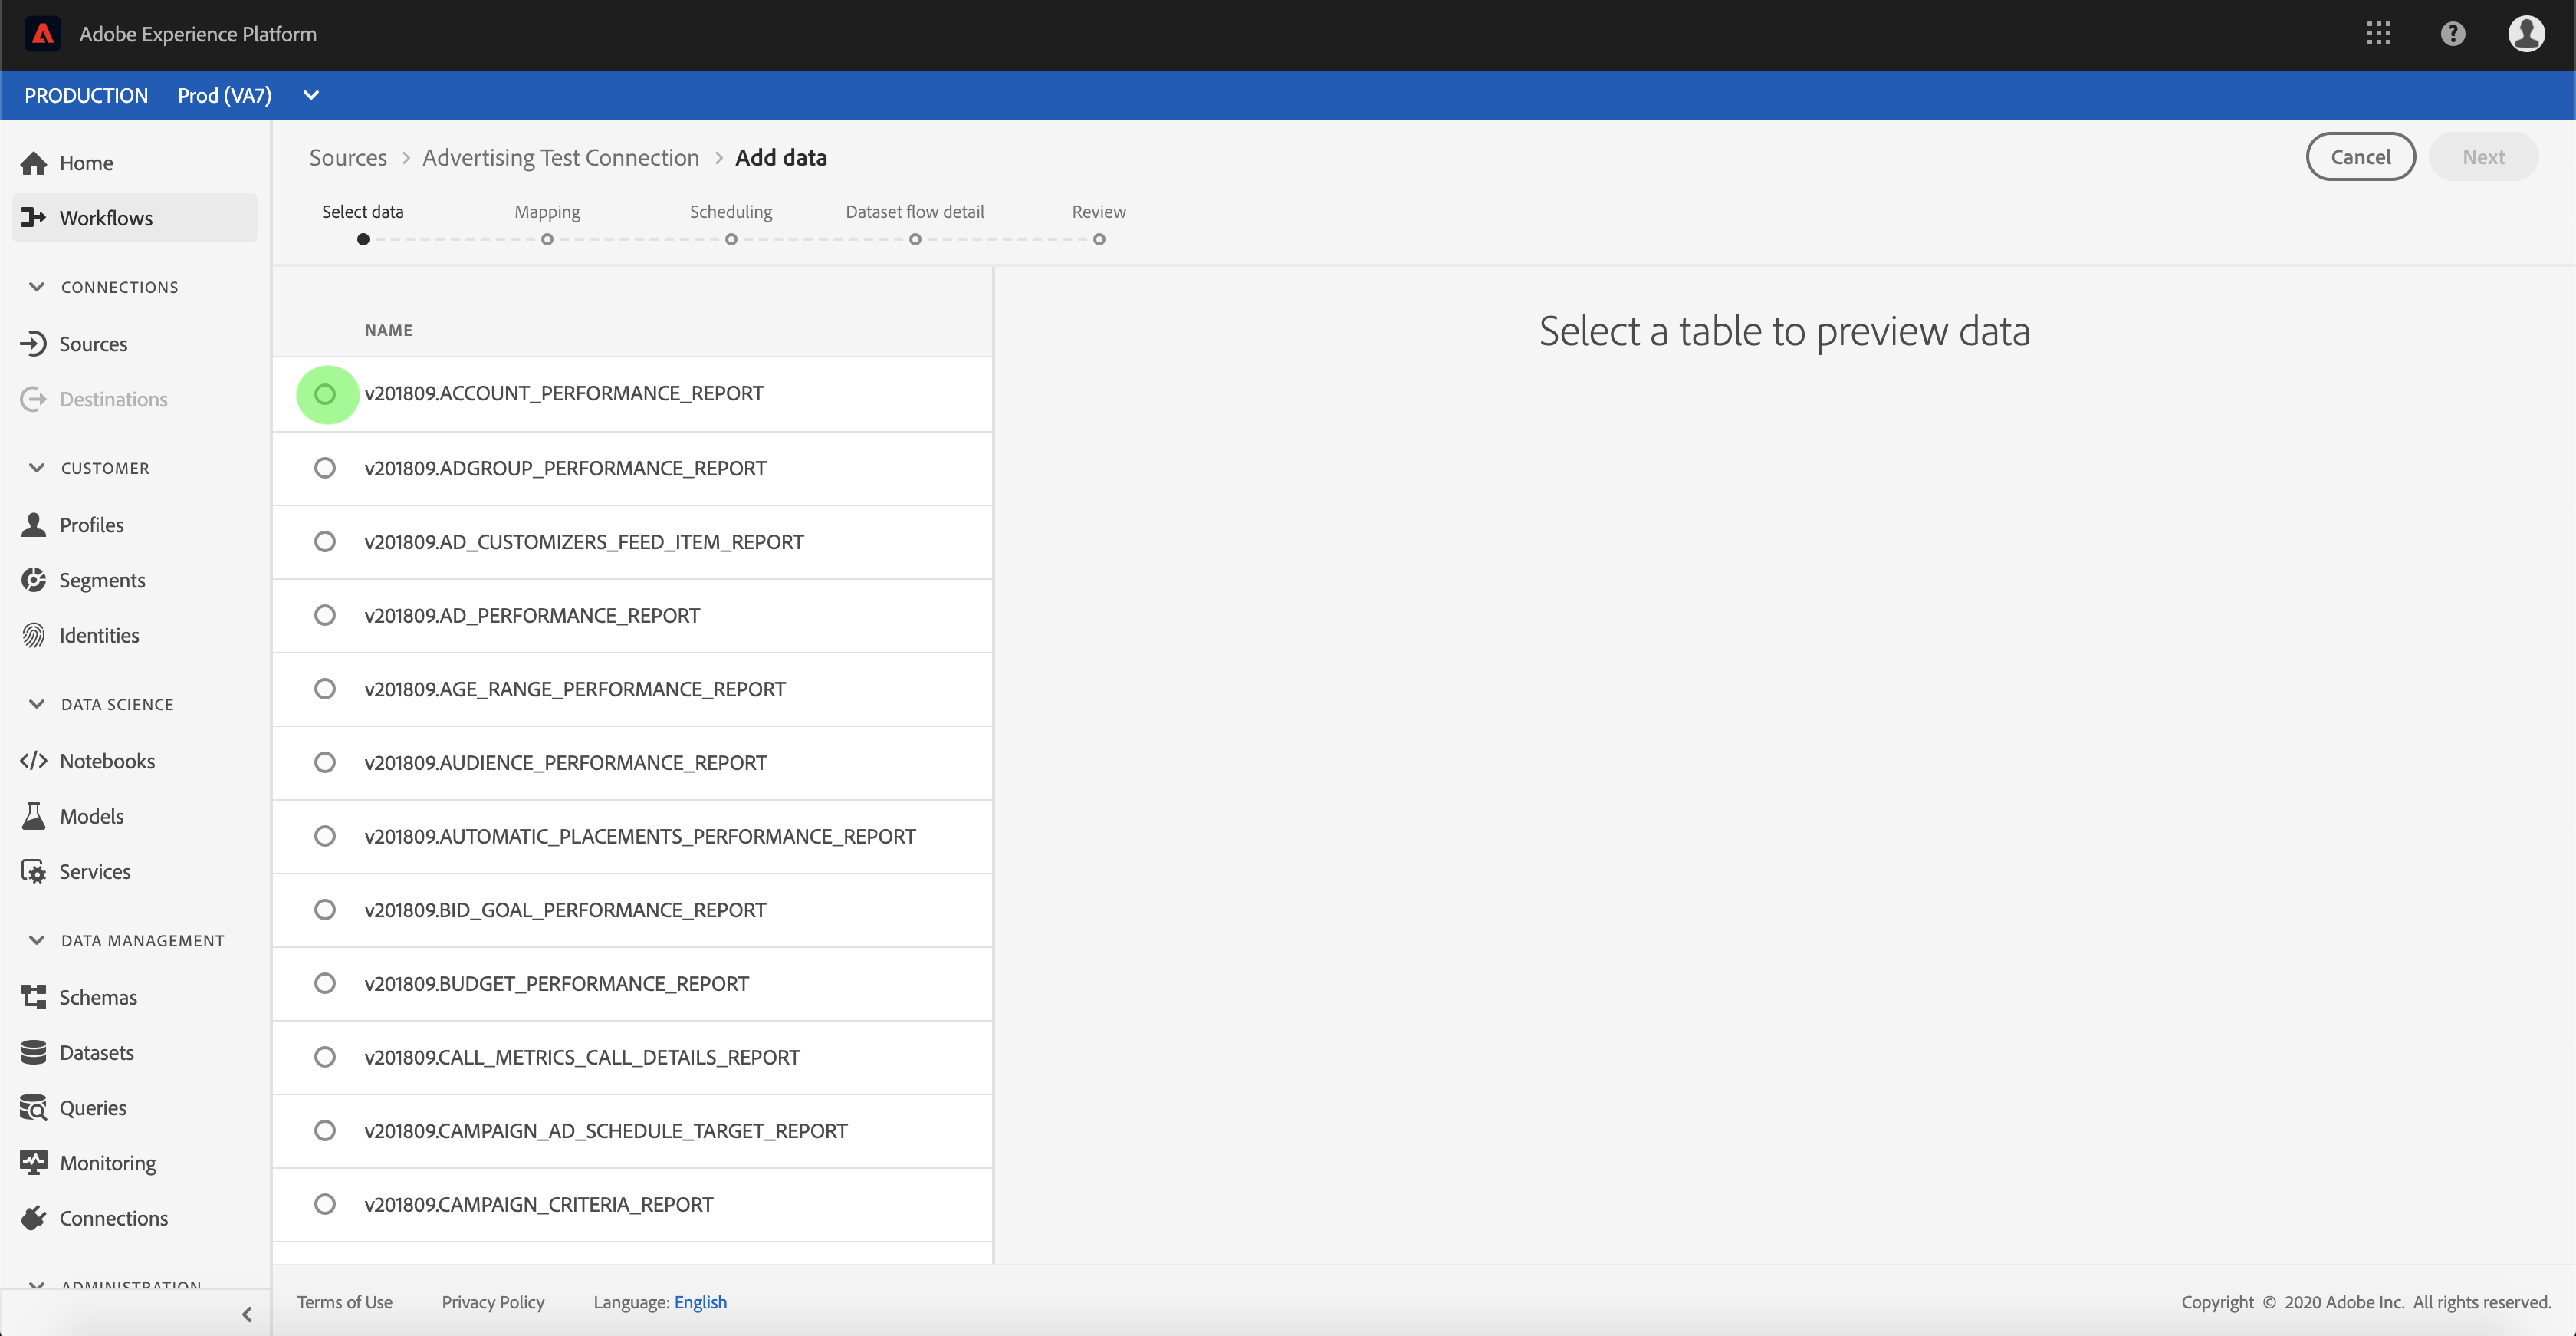 Adobe Experience Platform
PRODUCTION Prod (VA7)
Home
Workflows
CONNECTIONS
Sources
Destinations
CUSTOMER
Profiles
Segments
Identities
DATA SCIENCE
Notebooks
Models
Services
DATA MANAGEMENT
Schemas
Datasets
Queries
Monitoring
Connections
ADMINISTRATION
Sources > Advertising Test Connection > Add data
Cancel Next
Select data Mapping Scheduling Dataset flow detail Review
NAME
v201809.ACCOUNT_PERFORMANCE_REPORT
v201809.ADGROUP_PERFORMANCE_REPORT
v201809.AD_CUSTOMIZERS_FEED_ITEM_REPORT
v201809.AD_PERFORMANCE_REPORT
v201809.AGE_RANGE_PERFORMANCE_REPORT
v201809.AUDIENCE_PERFORMANCE_REPORT
v201809.AUTOMATIC_PLACEMENTS_PERFORMANCE_REPORT
v201809.BID_GOAL_PERFORMANCE_REPORT
v201809.BUDGET_PERFORMANCE_REPORT
v201809.CALL_METRICS_CALL_DETAILS_REPORT
v201809.CAMPAIGN_AD_SCHEDULE_TARGET_REPORT
v201809.CAMPAIGN_CRITERIA_REPORT
Select a table to preview data
Terms of Use Privacy Policy Language: English
Copyright © 2020 Adobe Inc. All rights reserved.